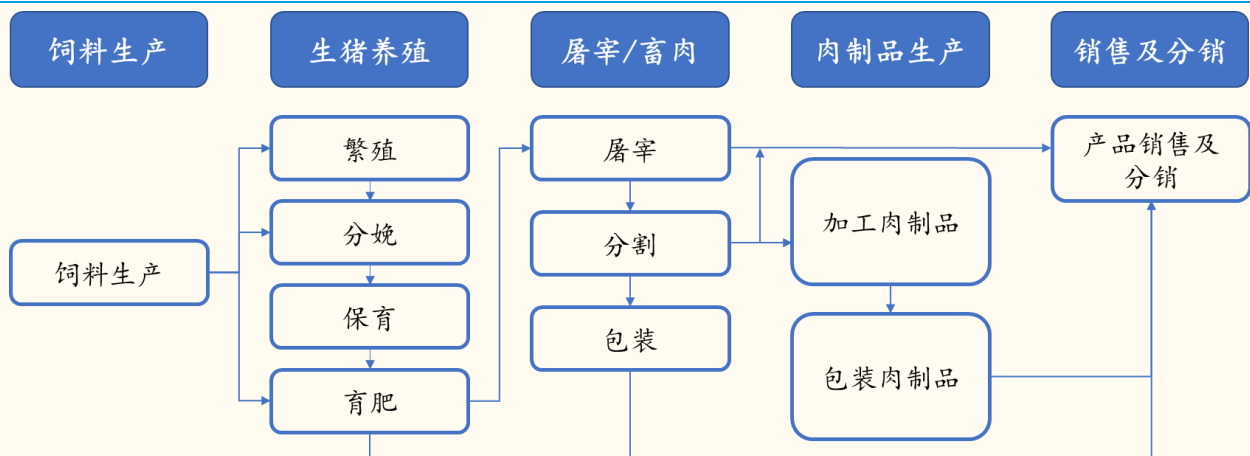 饲料生产
生猪养殖
屠宰/畜肉
肉制品生产
销售及分销
饲料生产
繁殖
分娩
保育
育肥
屠宰
分割
包装
加工肉制品
包装肉制品
产品销售及
分销